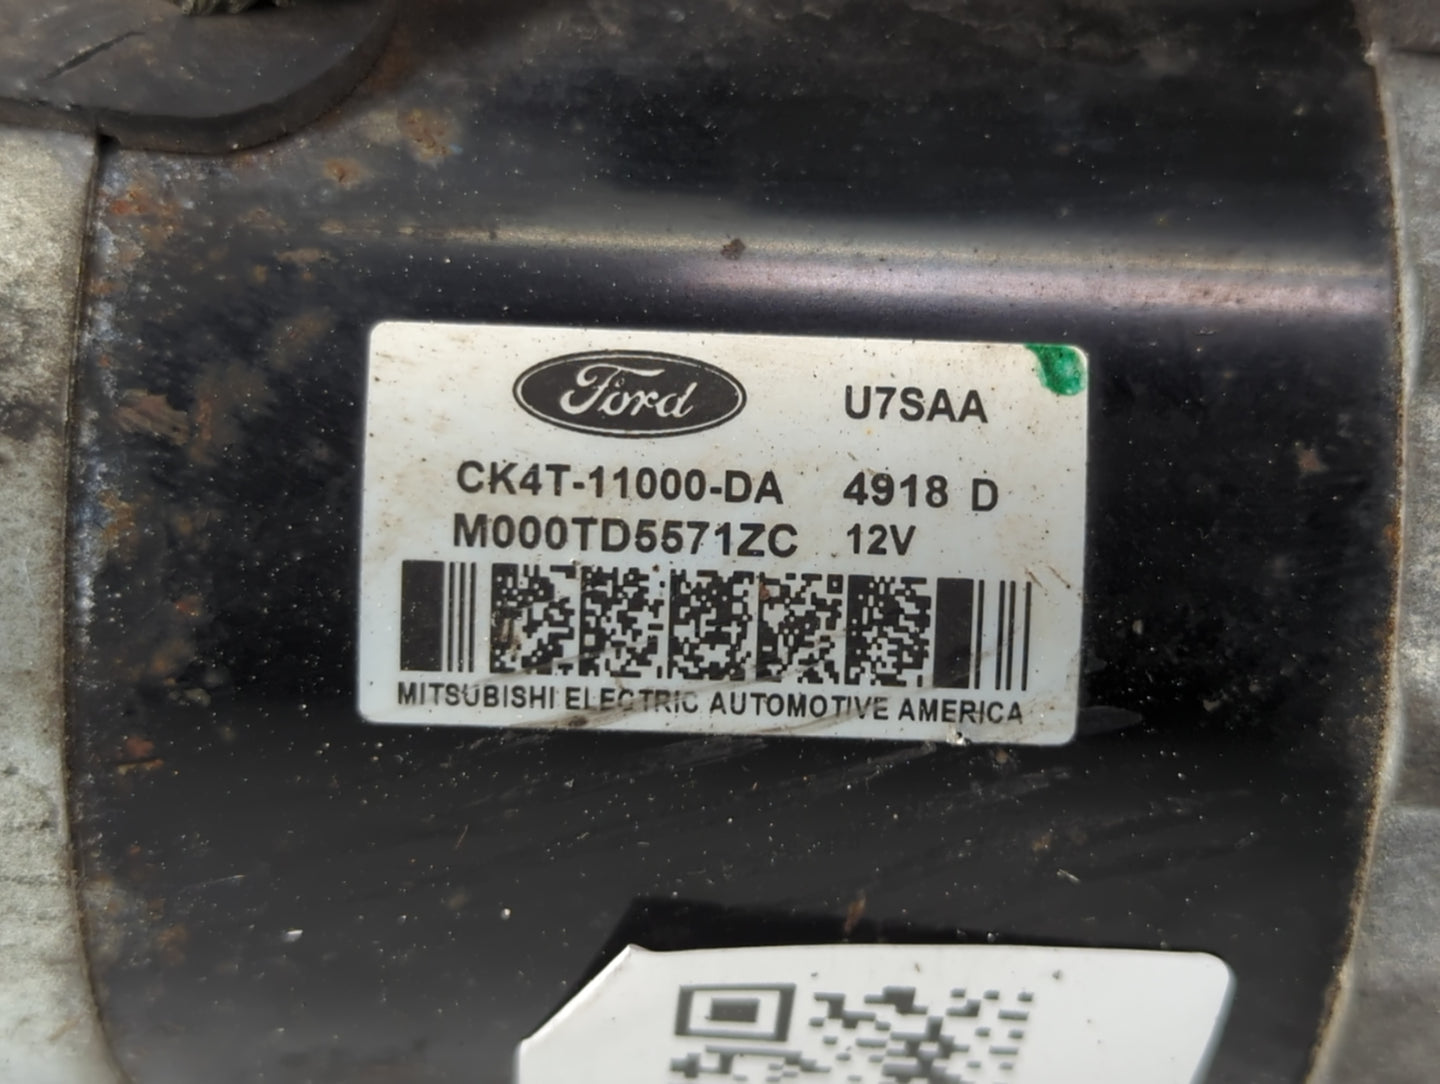 Ford U7SAA
CK4T-11000-DA 4918 D
M000TD5571ZC 12V
MITSUBISHI ELECTRIC AUTOMOTIVE AMERICA